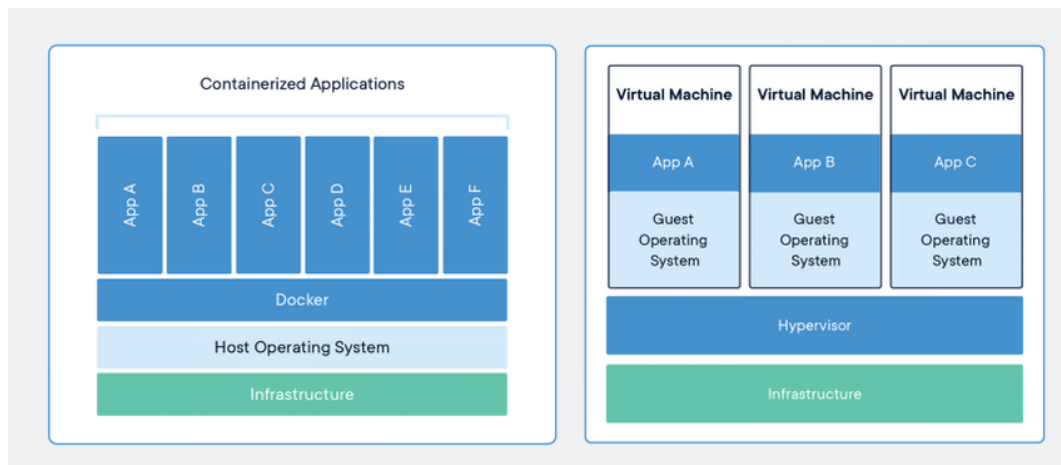 Containerized Applications
App A
App B
App C
App D
App E
App F
Docker
Host Operating System
Infrastructure
Virtual Machine
App A
Guest
Operating
System
Virtual Machine
App B
Guest
Operating
System
Virtual Machine
App C
Guest
Operating
System
Hypervisor
Infrastructure